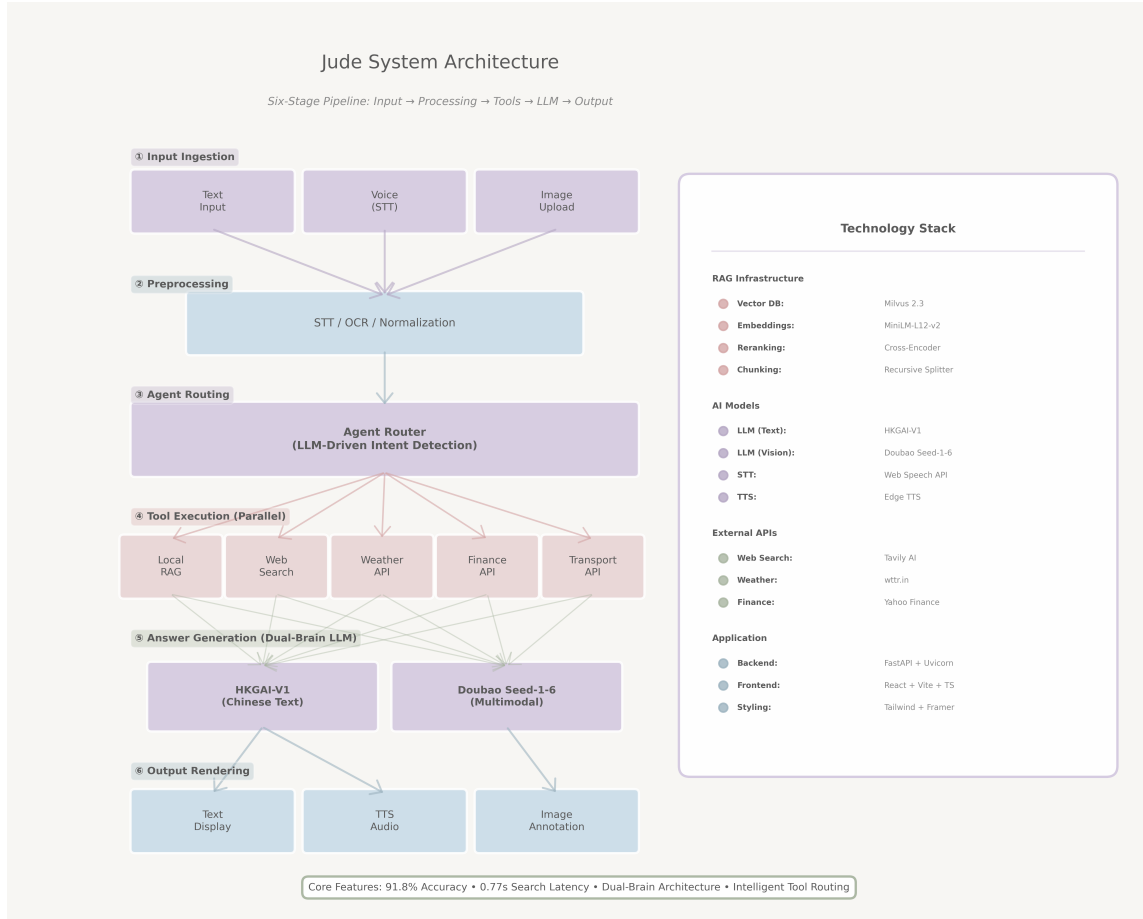 Jude System Architecture
Six-Stage Pipeline: Input → Processing → Tools → LLM → Output
① Input Ingestion
Text
Input
Voice
(STT)
Image
Upload
② Preprocessing
STT / OCR / Normalization
③ Agent Routing
Agent Router
(LLM-Driven Intent Detection)
④ Tool Execution (Parallel)
Local
RAG
Web
Search
Weather
API
Finance
API
Transport
API
⑤ Answer Generation (Dual-Brain LLM)
HKGAI-V1
(Chinese Text)
Doubao Seed-1-6
(Multimodal)
⑥ Output Rendering
Text
Display
TTS
Audio
Image
Annotation
Technology Stack
RAG Infrastructure
Vector DB: Milvus 2.3
Embeddings: MiniLM-L12-v2
Reranking: Cross-Encoder
Chunking: Recursive Splitter
AI Models
LLM (Text): HKGAI-V1
LLM (Vision): Doubao Seed-1-6
STT: Web Speech API
TTS: Edge TTS
External APIs
Web Search: Tavily AI
Weather: wttr.in
Finance: Yahoo Finance
Application
Backend: FastAPI + Uvicorn
Frontend: React + Vite + TS
Styling: Tailwind + Framer
Core Features: 91.8% Accuracy • 0.77s Search Latency • Dual-Brain Architecture • Intelligent Tool Routing